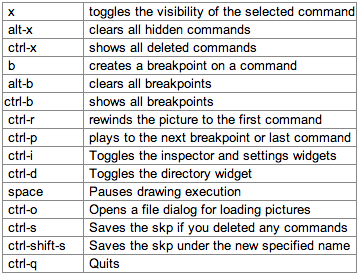 x toggles the visibility of the selected command
alt-x clears all hidden commands
ctrl-x shows all deleted commands
b creates a breakpoint on a command
alt-b clears all breakpoints
ctrl-b shows all breakpoints
ctrl-r rewinds the picture to the first command
ctrl-p plays to the next breakpoint or last command
ctrl-i Toggles the inspector and settings widgets
ctrl-d Toggles the directory widget
space Pauses drawing execution
ctrl-o Opens a file dialog for loading pictures
ctrl-s Saves the skp if you deleted any commands
ctrl-shift-s Saves the skp under the new specified name
ctrl-q Quits